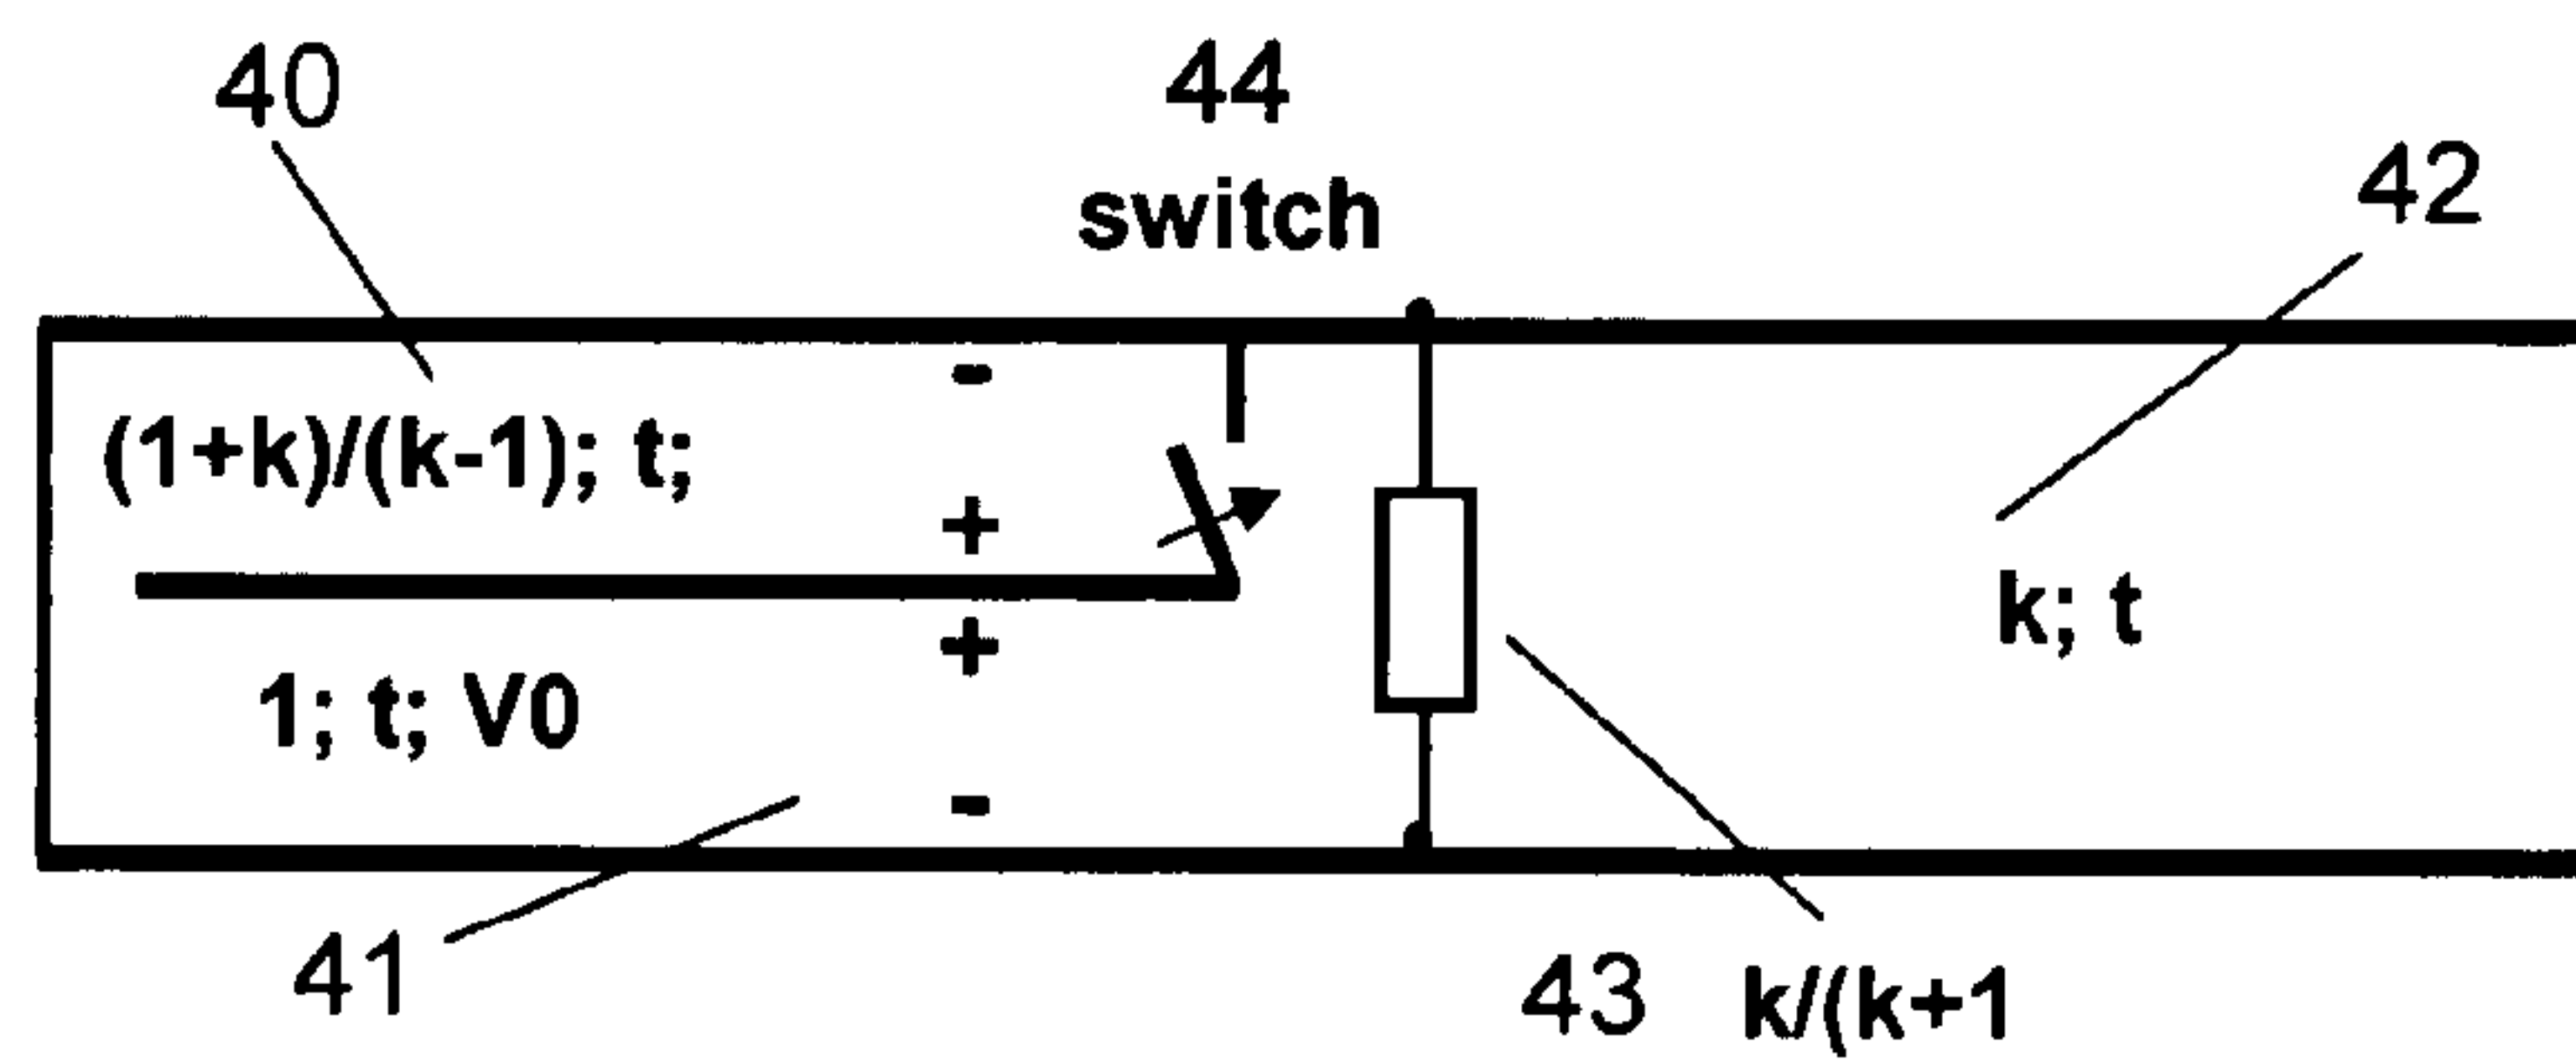 40
44
switch
42
-
(1+k)/(k-1); t;
+
+
k; t
1; t; V0
-
41
43
k/(k+1